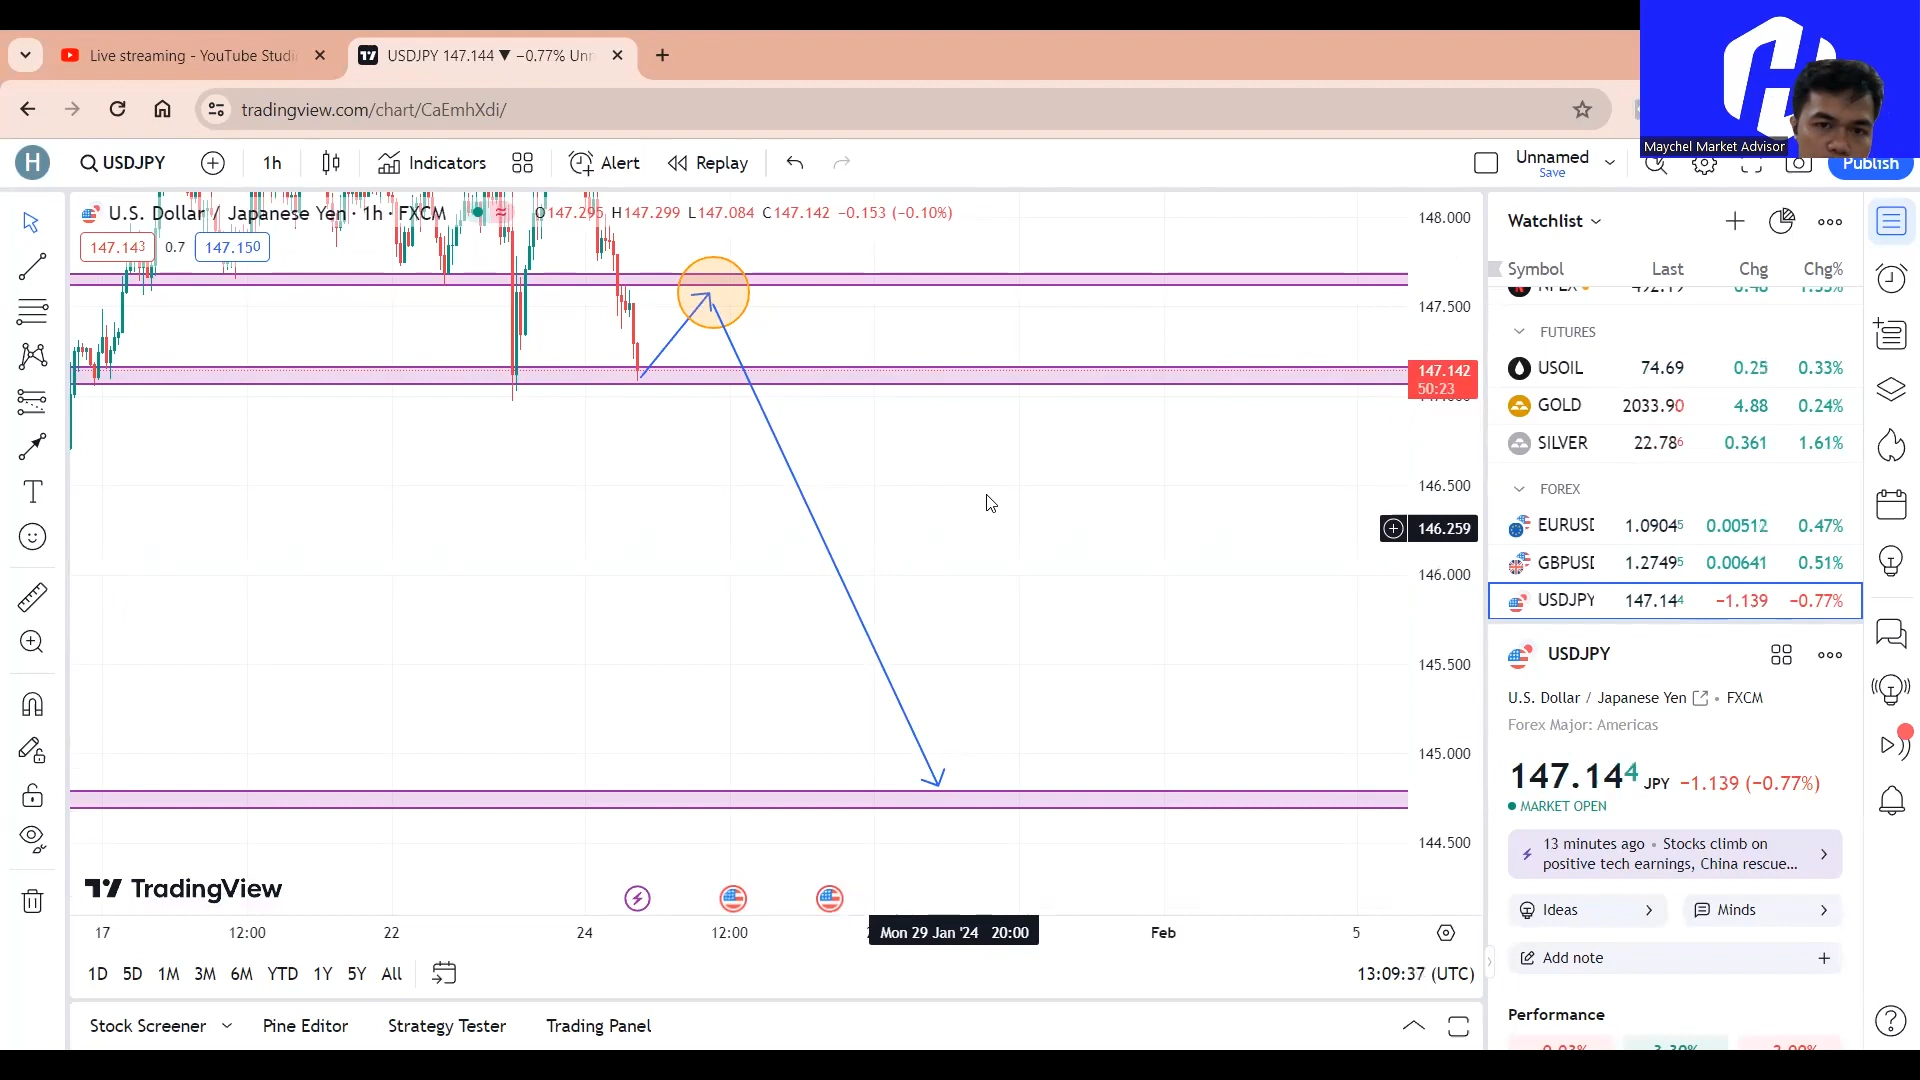 Live streaming - YouTube Studi
USDJPY 147.144 ▼ −0.77% Unn
tradingview.com/chart/CaEmhXdi/
Maychel Market Advisor
H
USDJPY
1h
Indicators
Alert
Replay
Unnamed
Save
Publish
U.S. Dollar / Japanese Yen · 1h · FXCM
O147.295 H147.299 L147.084 C147.142 −0.153 (−0.10%)
147.143
0.7
147.150
148.000
147.500
147.142
50:23
146.500
146.259
146.000
145.500
145.000
144.500
TradingView
17
12:00
22
24
12:00
Mon 29 Jan '24 20:00
Feb
5
1D 5D 1M 3M 6M YTD 1Y 5Y All
13:09:37 (UTC)
Stock Screener
Pine Editor
Strategy Tester
Trading Panel
Watchlist
Symbol Last Chg Chg%
FUTURES
USOIL 74.69 0.25 0.33%
GOLD 2033.90 4.88 0.24%
SILVER 22.786 0.361 1.61%
FOREX
EURUSD 1.09045 0.00512 0.47%
GBPUSD 1.27495 0.00641 0.51%
USDJPY 147.144 −1.139 −0.77%
USDJPY
U.S. Dollar / Japanese Yen • FXCM
Forex Major: Americas
147.144 JPY −1.139 (−0.77%)
MARKET OPEN
13 minutes ago • Stocks climb on
positive tech earnings, China rescue...
Ideas
Minds
Add note
Performance